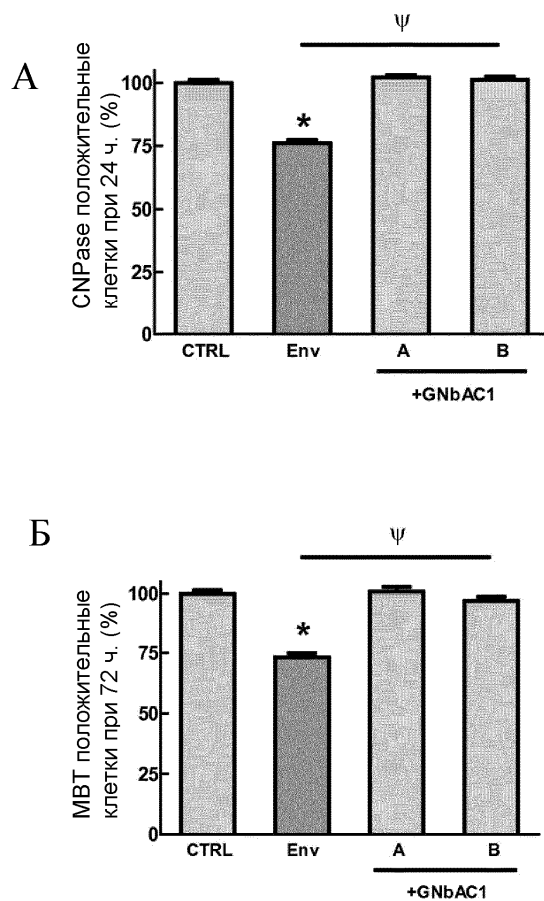 ψ
А
CNPase положительные
клетки при 24 ч. (%)
100
75
50
25
0
*
CTRL
Env
A
B
+GNbAC1
ψ
Б
МВТ положительные
клетки при 72 ч. (%)
100
75
50
25
0
*
CTRL
Env
A
B
+GNbAC1